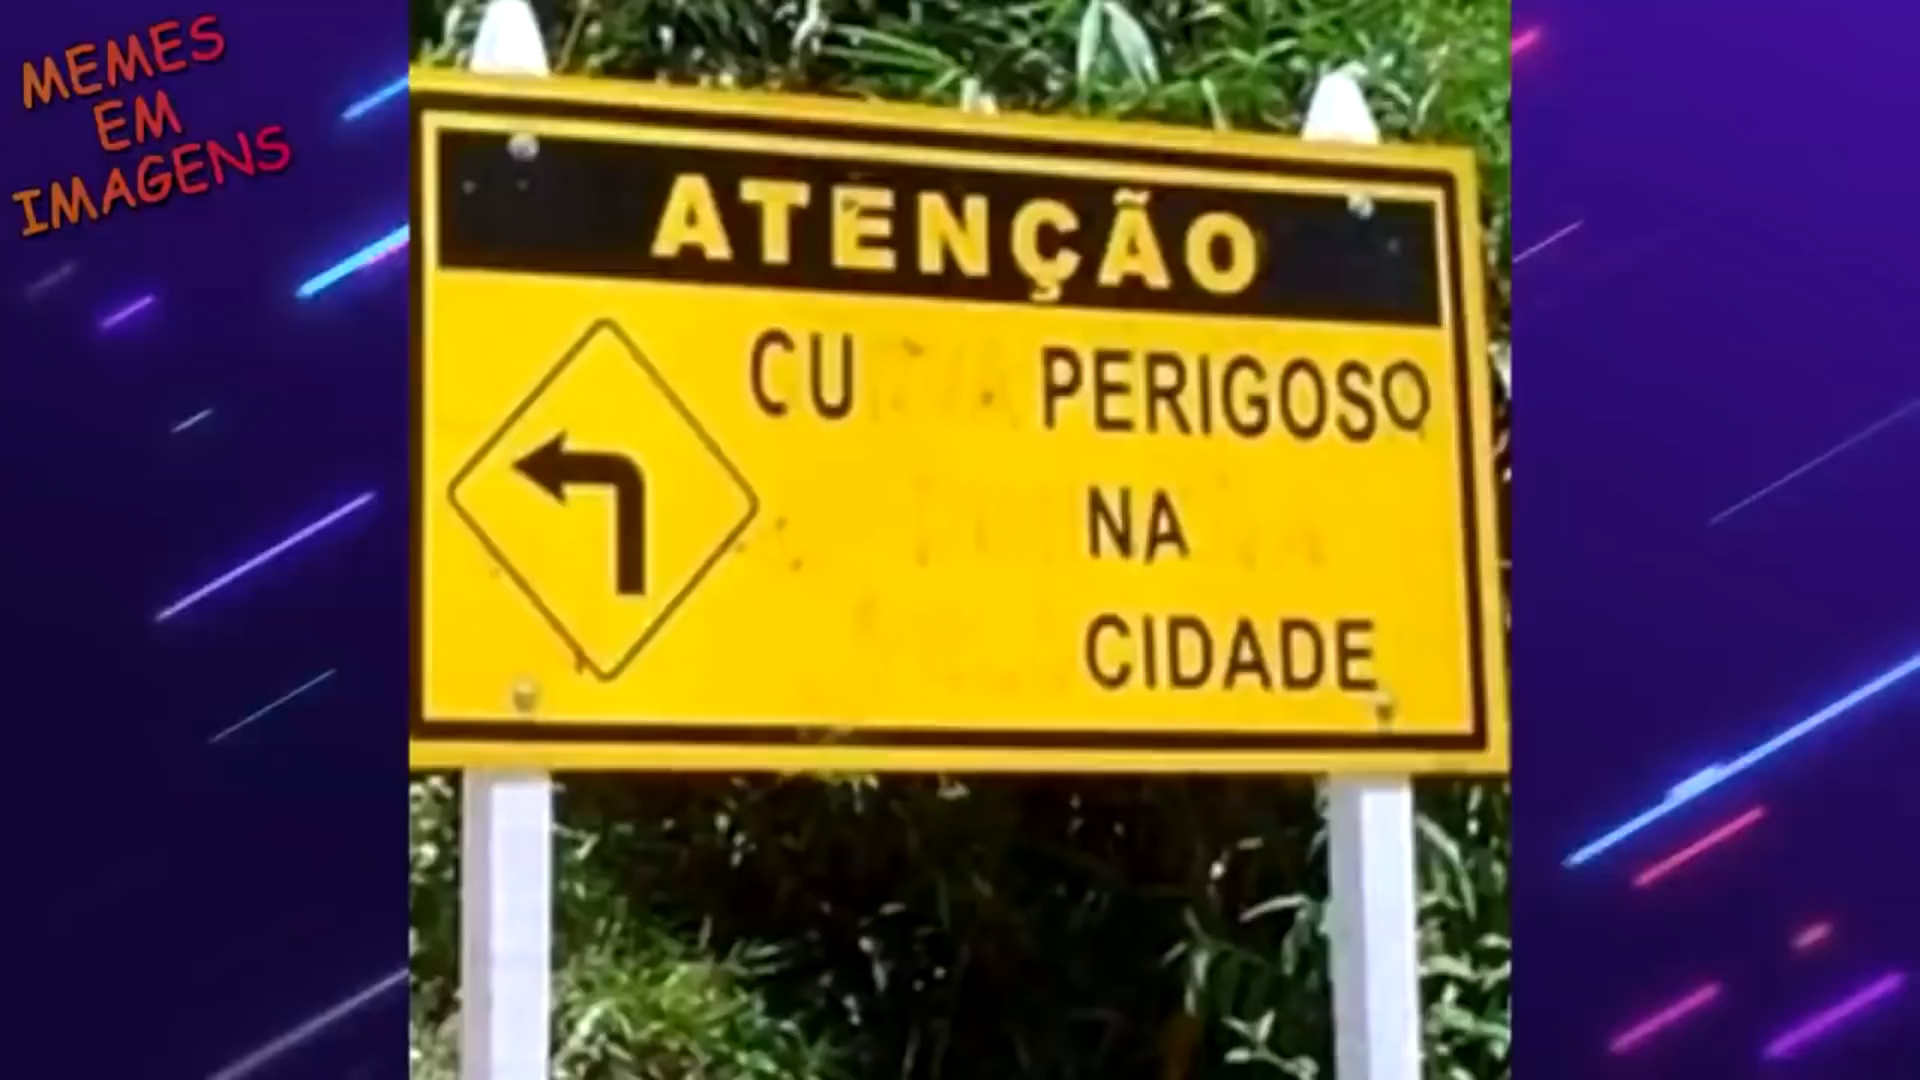 MEMES
EM
IMAGENS
ATENÇÃO
CU PERIGOSO
NA
CIDADE